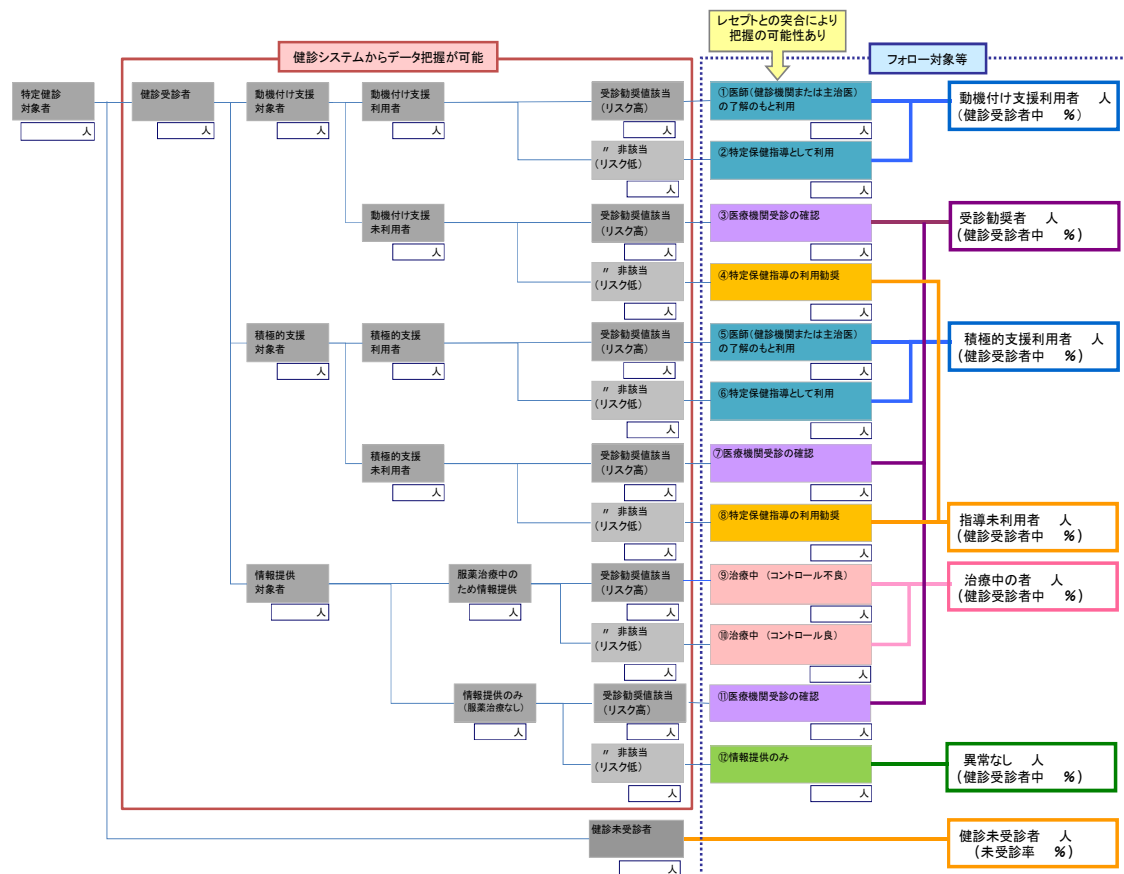 レセプトとの突合により
把握の可能性あり
健診システムからデータ把握が可能
フォロー対象等
特定健診
対象者
人
健診受診者
人
動機付け支援
対象者
人
動機付け支援
利用者
人
受診勧奨値該当
(リスク高)
人
①医師(健診機関または主治医)
の了解のもと利用
人
動機付け支援利用者 人
(健診受診者中 %)
〃 非該当
(リスク低)
人
②特定保健指導として利用
人
動機付け支援
未利用者
人
受診勧奨値該当
(リスク高)
人
③医療機関受診の確認
人
受診勧奨者 人
(健診受診者中 %)
〃 非該当
(リスク低)
人
④特定保健指導の利用勧奨
人
積極的支援
対象者
人
積極的支援
利用者
人
受診勧奨値該当
(リスク高)
人
⑤医師(健診機関または主治医)
の了解のもと利用
人
積極的支援利用者 人
(健診受診者中 %)
〃 非該当
(リスク低)
人
⑥特定保健指導として利用
人
積極的支援
未利用者
人
受診勧奨値該当
(リスク高)
人
⑦医療機関受診の確認
人
〃 非該当
(リスク低)
人
⑧特定保健指導の利用勧奨
人
指導未利用者 人
(健診受診者中 %)
情報提供
対象者
人
服薬治療中の
ため情報提供
人
受診勧奨値該当
(リスク高)
人
⑨治療中 (コントロール不良)
人
治療中の者 人
(健診受診者中 %)
〃 非該当
(リスク低)
人
⑩治療中 (コントロール良)
人
情報提供のみ
(服薬治療なし)
人
受診勧奨値該当
(リスク高)
人
⑪医療機関受診の確認
人
〃 非該当
(リスク低)
人
⑫情報提供のみ
人
異常なし 人
(健診受診者中 %)
健診未受診者
人
健診未受診者 人
(未受診率 %)